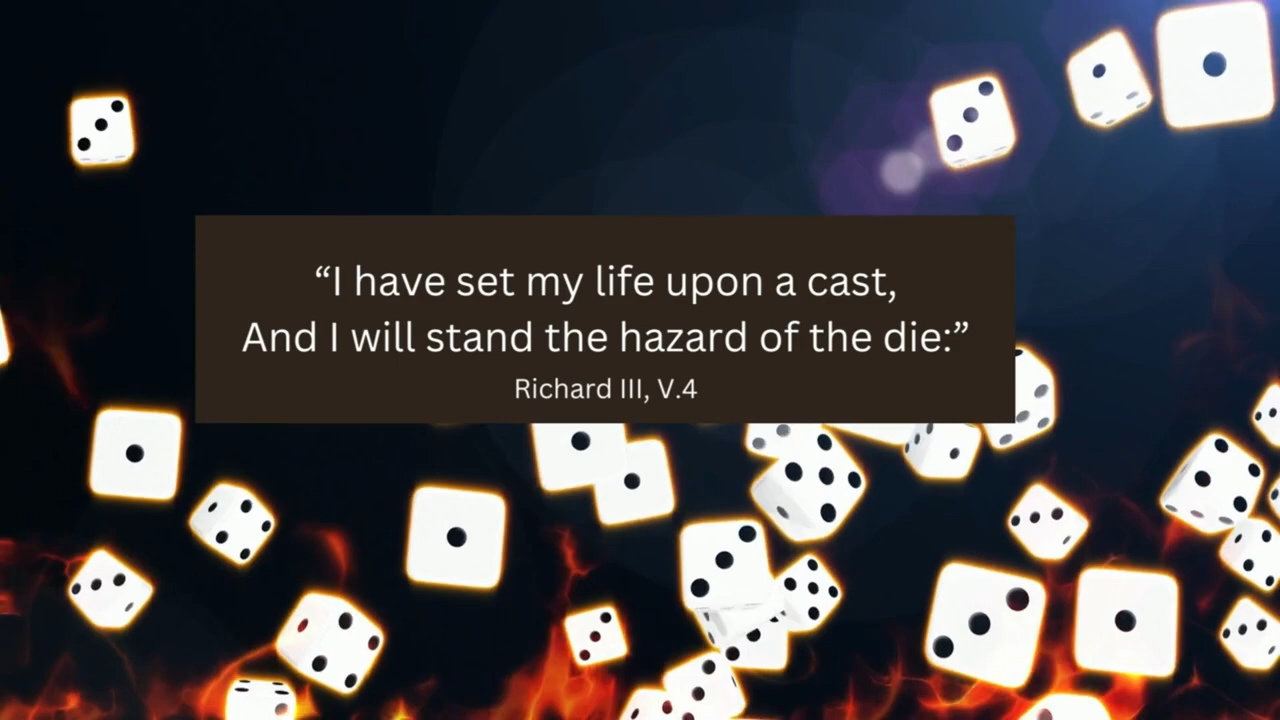 “I have set my life upon a cast,
And I will stand the hazard of the die:”
Richard III, V.4